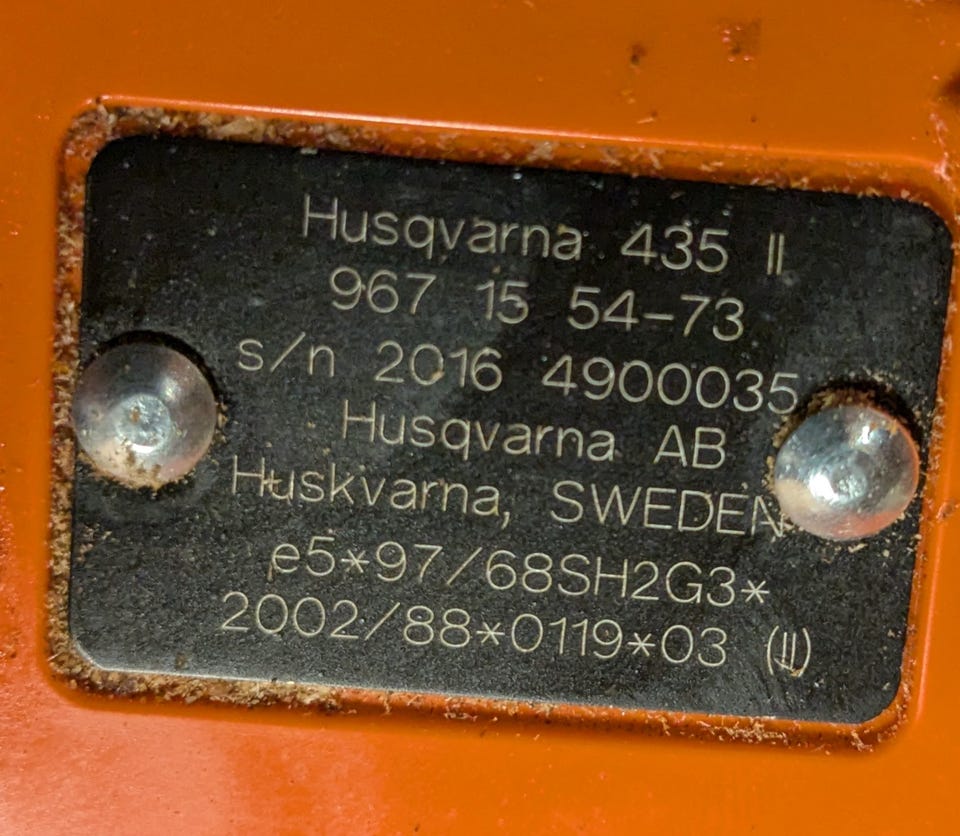 Husqvarna 435 II
967 15 54-73
s/n 2016 4900035
Husqvarna AB
Huskvarna, SWEDEN
e5*97/68SH2G3*
2002/88*0119*03 (II)